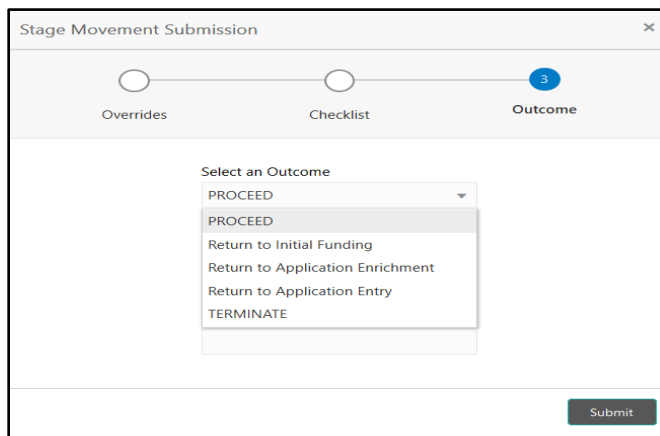 Stage Movement Submission ×
3
Overrides Checklist Outcome
Select an Outcome
PROCEED
PROCEED
Return to Initial Funding
Return to Application Enrichment
Return to Application Entry
TERMINATE
Submit